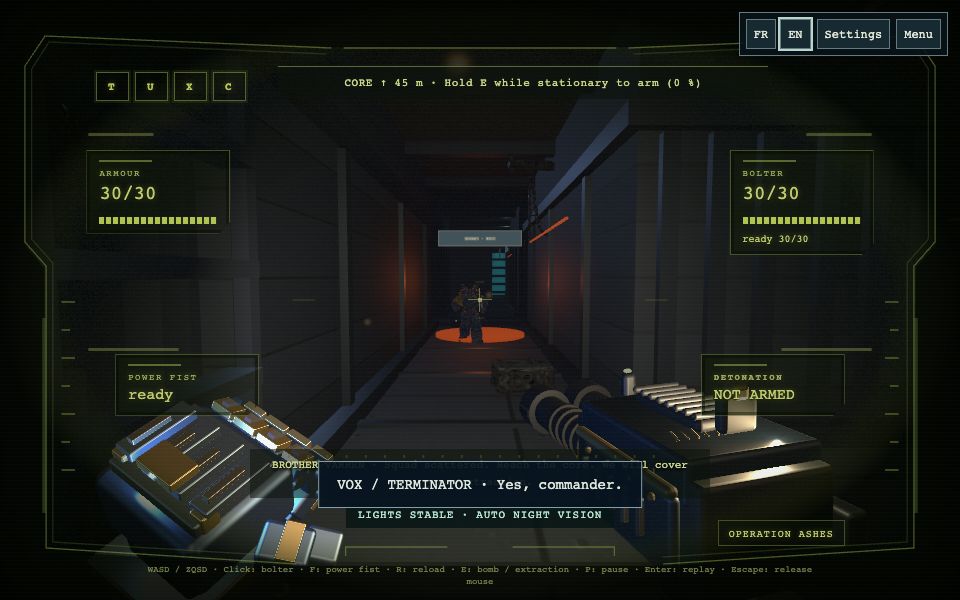 FR EN Settings Menu
T U X C
CORE ↑ 45 m · Hold E while stationary to arm (0 %)
ARMOUR
30/30
BOLTER
30/30
ready 30/30
POWER FIST
ready
DETONATION
NOT ARMED
BROTHER Squad scattered. Reach the core. We will cover
VOX / TERMINATOR · Yes, commander.
LIGHTS STABLE · AUTO NIGHT VISION
OPERATION ASHES
WASD / ZQSD · Click: bolter · F: power fist · R: reload · E: bomb / extraction · P: pause · Enter: replay · Escape: release
mouse